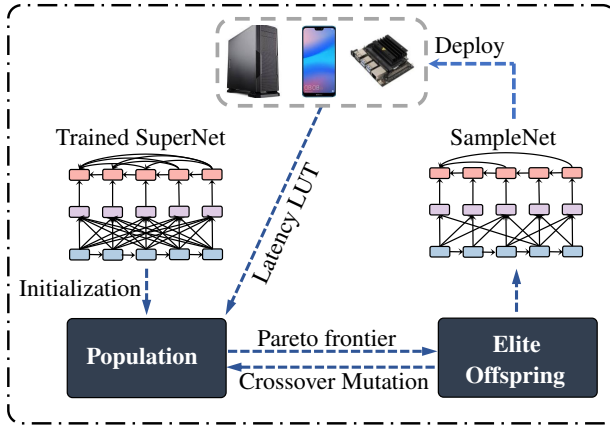 Deploy
Trained SuperNet
SampleNet
Latency LUT
Initialization
Population
Pareto frontier
Crossover Mutation
Elite
Offspring